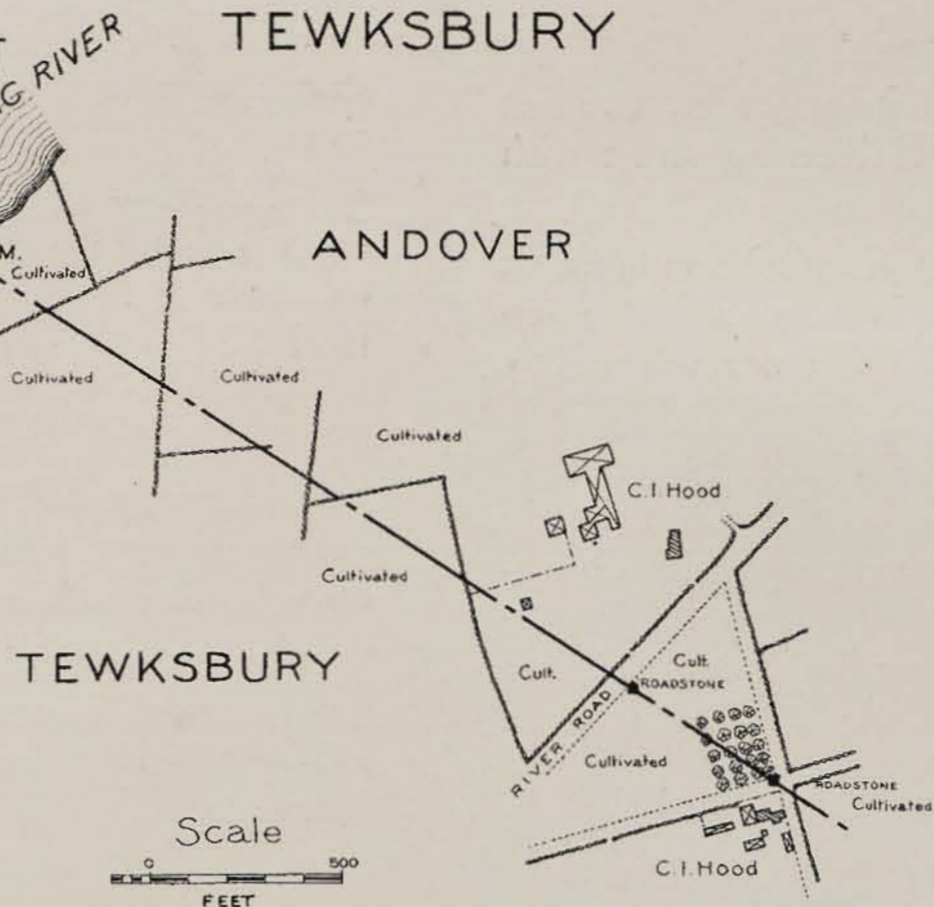 TEWKSBURY
RIVER
ANDOVER
M.
Cultivated
Cultivated
Cultivated
Cultivated
C.I.Hood
Cultivated
TEWKSBURY
Cult.
Cult.
ROADSTONE
RIVER ROAD
Cultivated
ROADSTONE
Cultivated
Scale
0 500
FEET
C.I.Hood